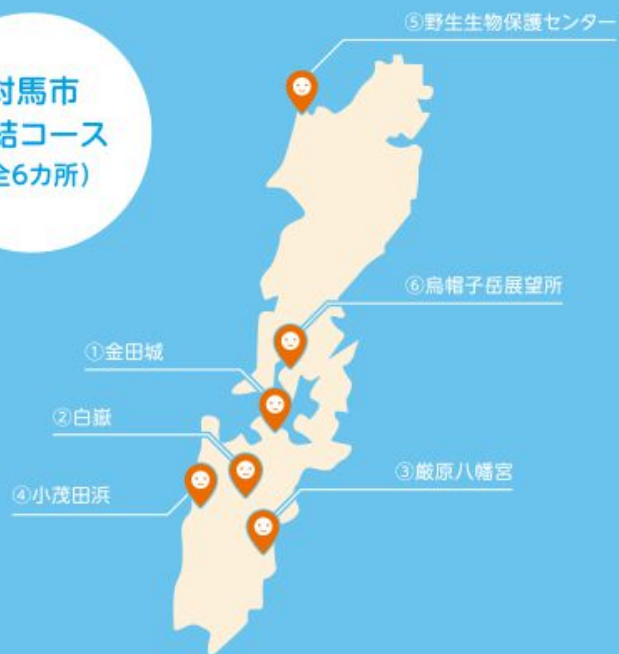 対馬市
結コース
全6カ所）
⑤野生生物保護センター
⑥烏帽子岳展望所
①金田城
②白嶽
③厳原八幡宮
④小茂田浜